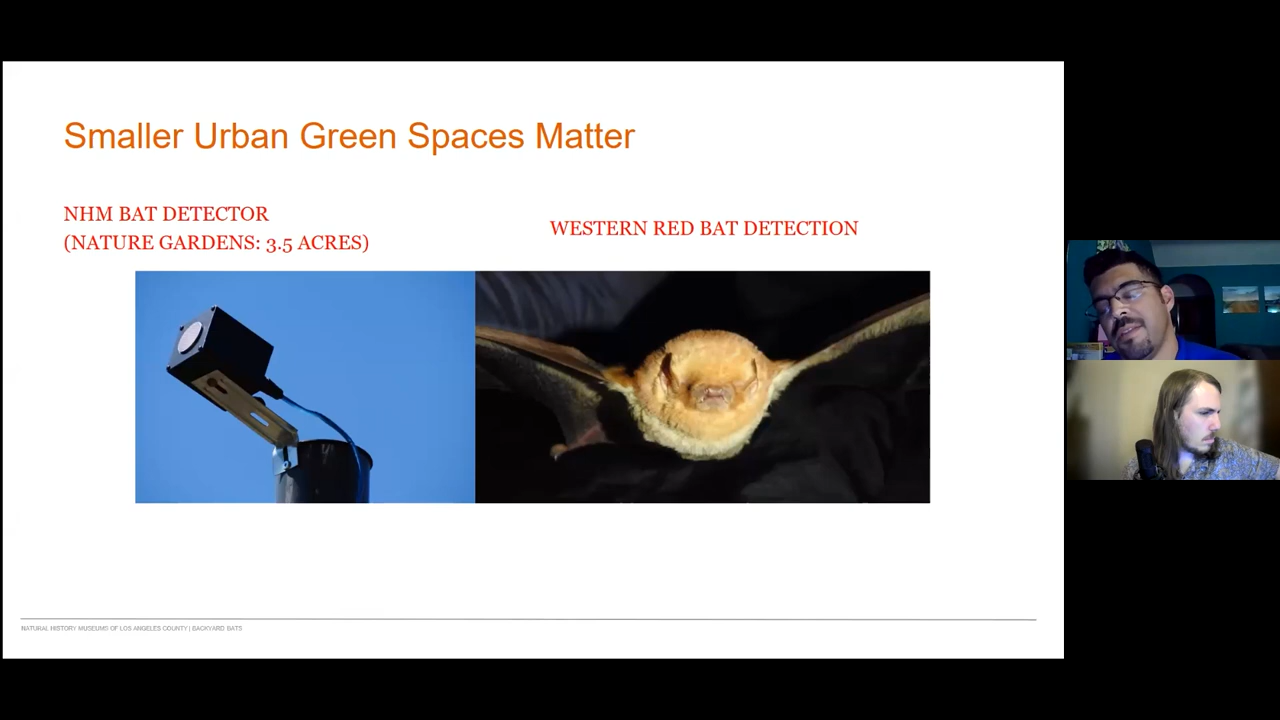 Smaller Urban Green Spaces Matter
NHM BAT DETECTOR
(NATURE GARDENS: 3.5 ACRES)
WESTERN RED BAT DETECTION
NATURAL HISTORY MUSEUMS OF LOS ANGELES COUNTY | BACKYARD BATS